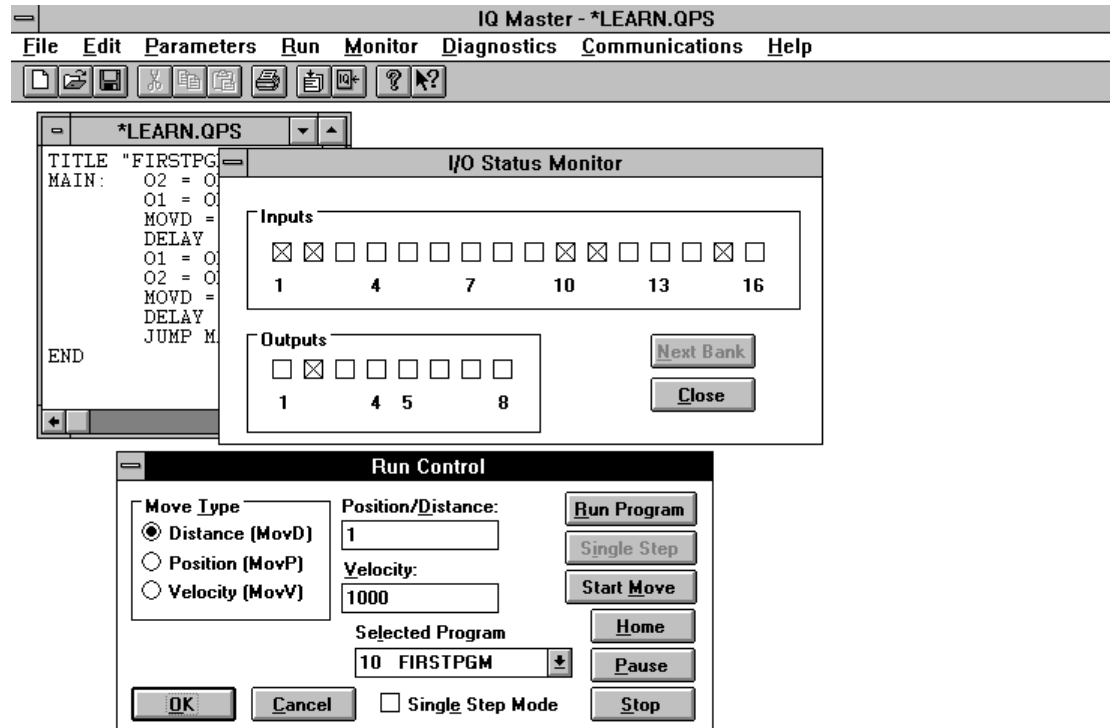 IQ Master - *LEARN.QPS
File Edit Parameters Run Monitor Diagnostics Communications Help
*LEARN.QPS
TITLE "FIRSTPG
MAIN: O2 = O
O1 = O
MOVD =
DELAY
O1 = O
O2 = O
MOVD =
DELAY
JUMP M
END
I/O Status Monitor
Inputs
1 4 7 10 13 16
Outputs
1 4 5 8
Next Bank
Close
Run Control
Move Type
Distance (MovD)
Position (MovP)
Velocity (MovV)
Position/Distance:
1
Velocity:
1000
Selected Program
10 FIRSTPGM
Run Program
Single Step
Start Move
Home
Pause
Stop
OK
Cancel
Single Step Mode